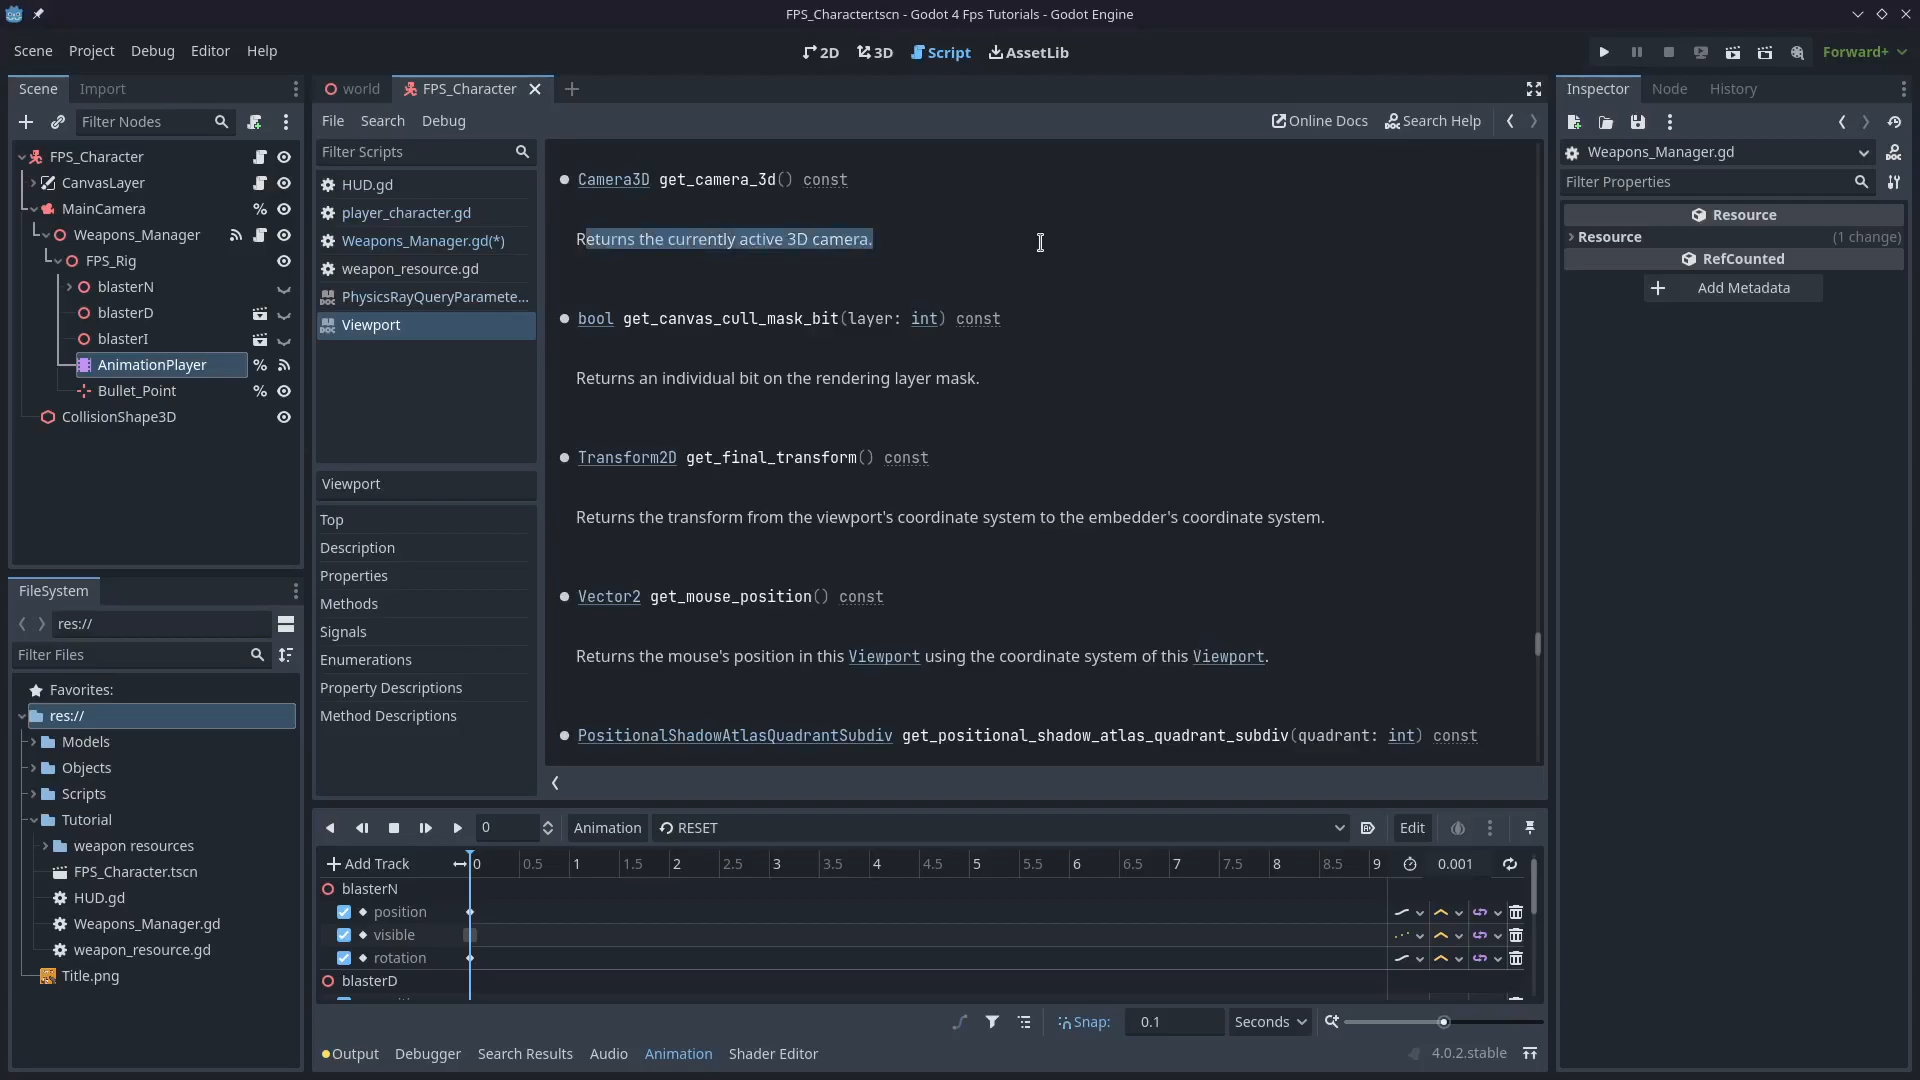 FPS_Character.tscn - Godot 4 Fps Tutorials - Godot Engine
Scene Project Debug Editor Help
2D 3D Script AssetLib
Forward+
Scene Import
Filter Nodes
FPS_Character
CanvasLayer
MainCamera
Weapons_Manager
FPS_Rig
blasterN
blasterD
blasterI
AnimationPlayer
Bullet_Point
CollisionShape3D
FileSystem
res://
Filter Files
Favorites:
res://
Models
Objects
Scripts
Tutorial
weapon resources
FPS_Character.tscn
HUD.gd
Weapons_Manager.gd
weapon_resource.gd
Title.png
world FPS_Character
File Search Debug
Online Docs Search Help
Filter Scripts
HUD.gd
player_character.gd
Weapons_Manager.gd(*)
weapon_resource.gd
PhysicsRayQueryParamete...
Viewport
Viewport
Top
Description
Properties
Methods
Signals
Enumerations
Property Descriptions
Method Descriptions
Camera3D get_camera_3d() const
Returns the currently active 3D camera.
bool get_canvas_cull_mask_bit(layer: int) const
Returns an individual bit on the rendering layer mask.
Transform2D get_final_transform() const
Returns the transform from the viewport's coordinate system to the embedder's coordinate system.
Vector2 get_mouse_position() const
Returns the mouse's position in this Viewport using the coordinate system of this Viewport.
PositionalShadowAtlasQuadrantSubdiv get_positional_shadow_atlas_quadrant_subdiv(quadrant: int) const
0 Animation RESET Edit
Add Track 0 0.5 1 1.5 2 2.5 3 3.5 4 4.5 5 5.5 6 6.5 7 7.5 8 8.5 9 0.001
blasterN
position
visible
rotation
blasterD
Snap: 0.1 Seconds
Output Debugger Search Results Audio Animation Shader Editor 4.0.2.stable
Inspector Node History
Weapons_Manager.gd
Filter Properties
Resource
Resource (1 change)
RefCounted
Add Metadata